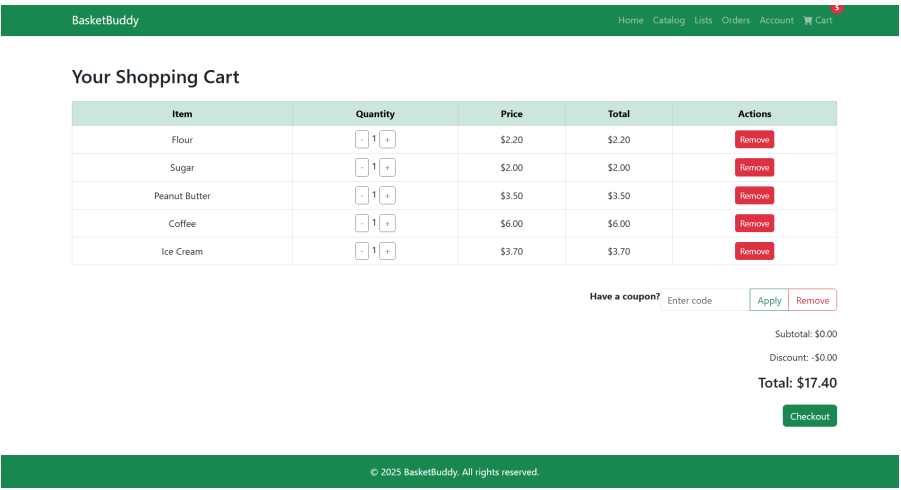 BasketBuddy Home Catalog Lists Orders Account Cart 5
Your Shopping Cart
Item Quantity Price Total Actions
Flour - 1 + $2.20 $2.20 Remove
Sugar - 1 + $2.00 $2.00 Remove
Peanut Butter - 1 + $3.50 $3.50 Remove
Coffee - 1 + $6.00 $6.00 Remove
Ice Cream - 1 + $3.70 $3.70 Remove
Have a coupon? Enter code Apply Remove
Subtotal: $0.00
Discount: -$0.00
Total: $17.40
Checkout
© 2025 BasketBuddy. All rights reserved.